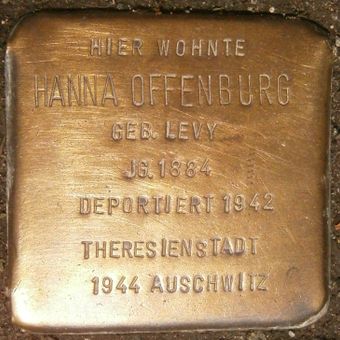 HIER WOHNTE
HANNA OFFENBURG
GEB. LEVY
JG. 1884
DEPORTIERT 1942
THERESIENSTADT
1944 AUSCHWITZ